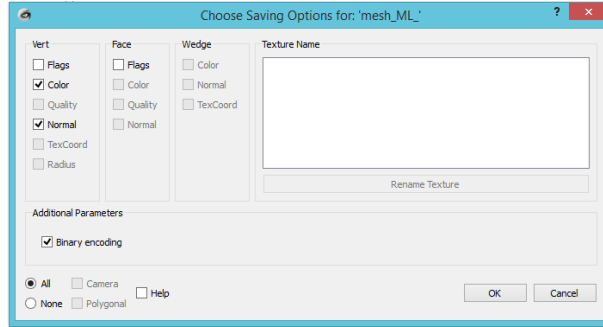 Choose Saving Options for: 'mesh_ML_'
?
Vert
Flags
Color
Quality
Normal
TexCoord
Radius
Face
Flags
Color
Quality
Normal
Wedge
Color
Normal
TexCoord
Texture Name
Rename Texture
Additional Parameters
Binary encoding
All
None
Camera
Polygonal
Help
OK
Cancel